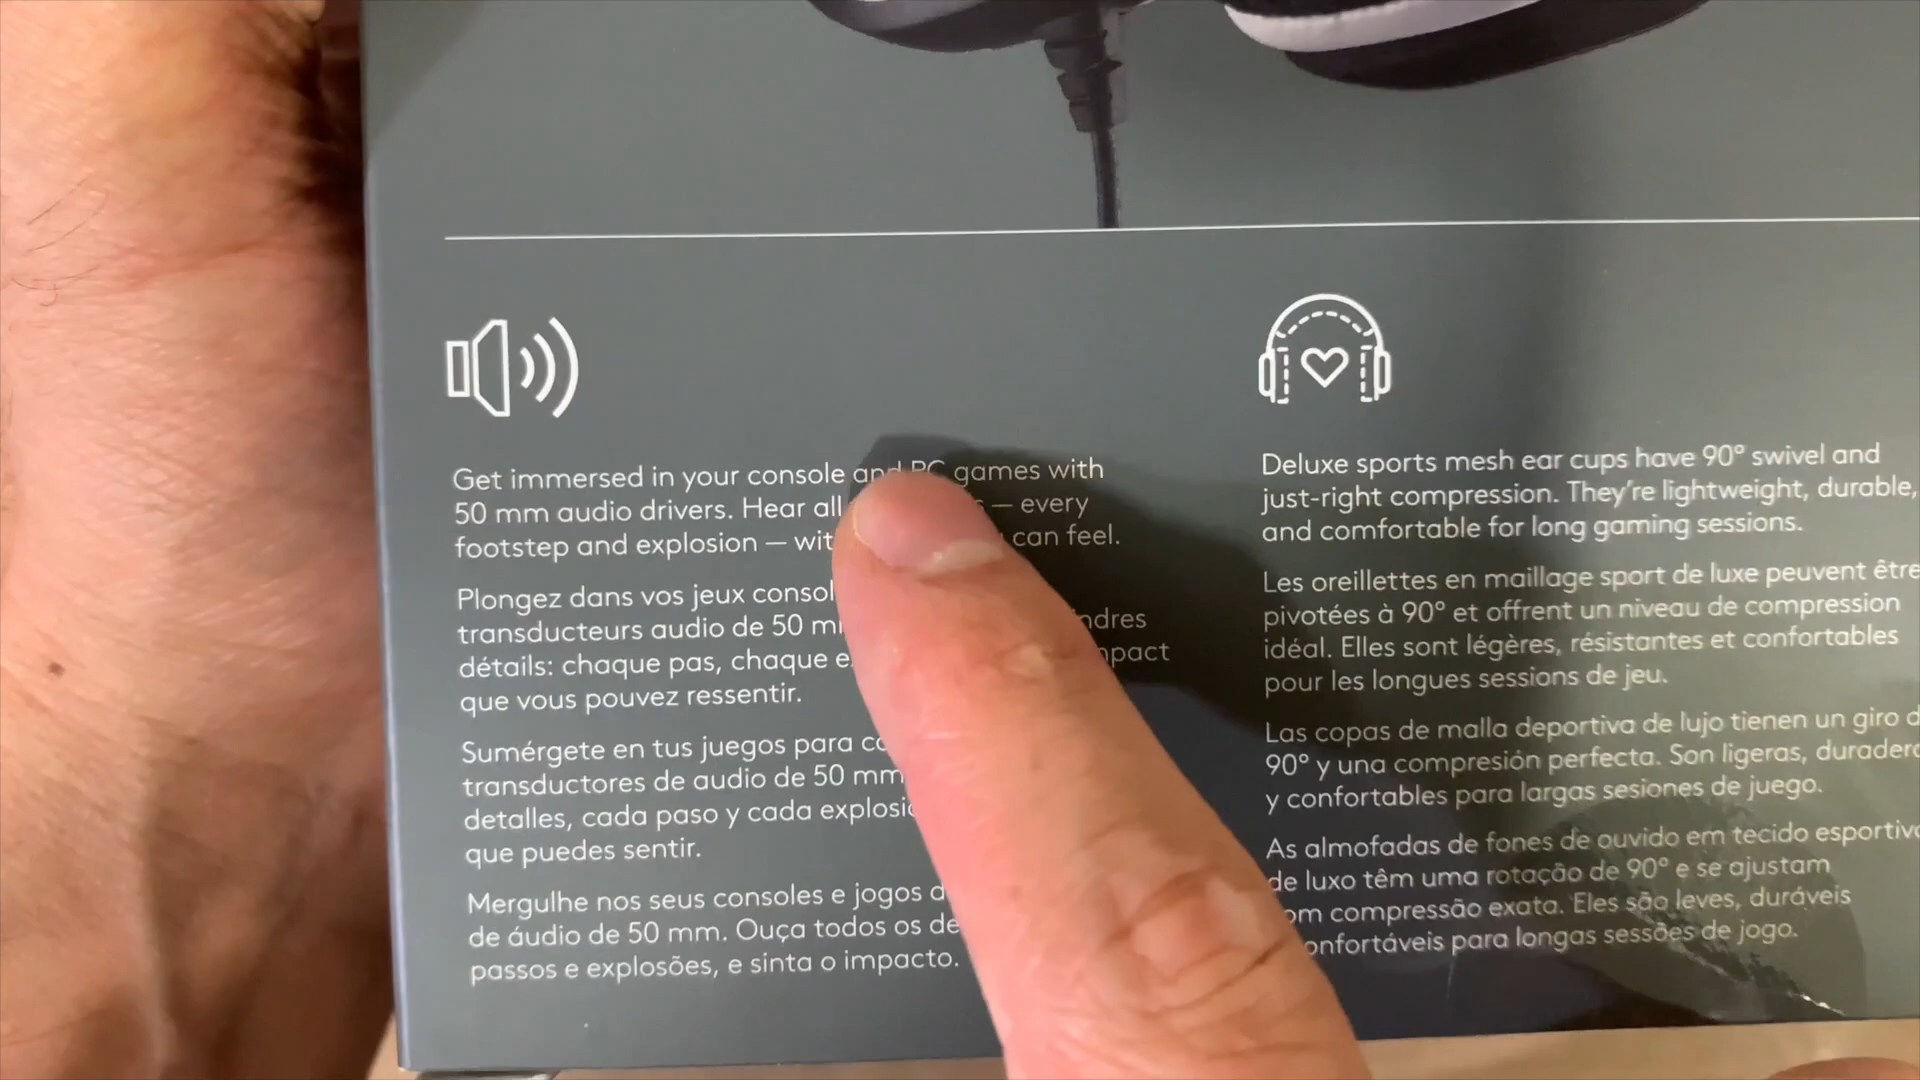 Get immersed in your console and PC games with
50 mm audio drivers. Hear all — every
footstep and explosion — can feel.
Plongez dans vos jeux
transducteurs audio de 50
détails: chaque pas, chaque
que vous pouvez ressentir.
Sumérgete en tus juegos para
transductores de audio de 50 mm
detalles, cada paso y cada
que puedes sentir.
Mergulhe nos seus consoles e jogos
de áudio de 50 mm. Ouça todos os
passos e explosões, e sinta o impacto.
Deluxe sports mesh ear cups have 90° swivel and
just-right compression. They're lightweight, durable,
and comfortable for long gaming sessions.
Les oreillettes en maillage sport de luxe peuvent être
pivotées à 90° et offrent un niveau de compression
idéal. Elles sont légères, résistantes et confortables
pour les longues sessions de jeu.
Las copas de malla deportiva de lujo tienen un giro
90° y una compresión perfecta. Son ligeras,
y confortables para largas sesiones de juego.
As almofadas de fones de ouvido em tecido
de luxo têm uma rotação de 90° e se ajustam
compressão exata. Eles são leves, duráveis
para longas sessões de jogo.